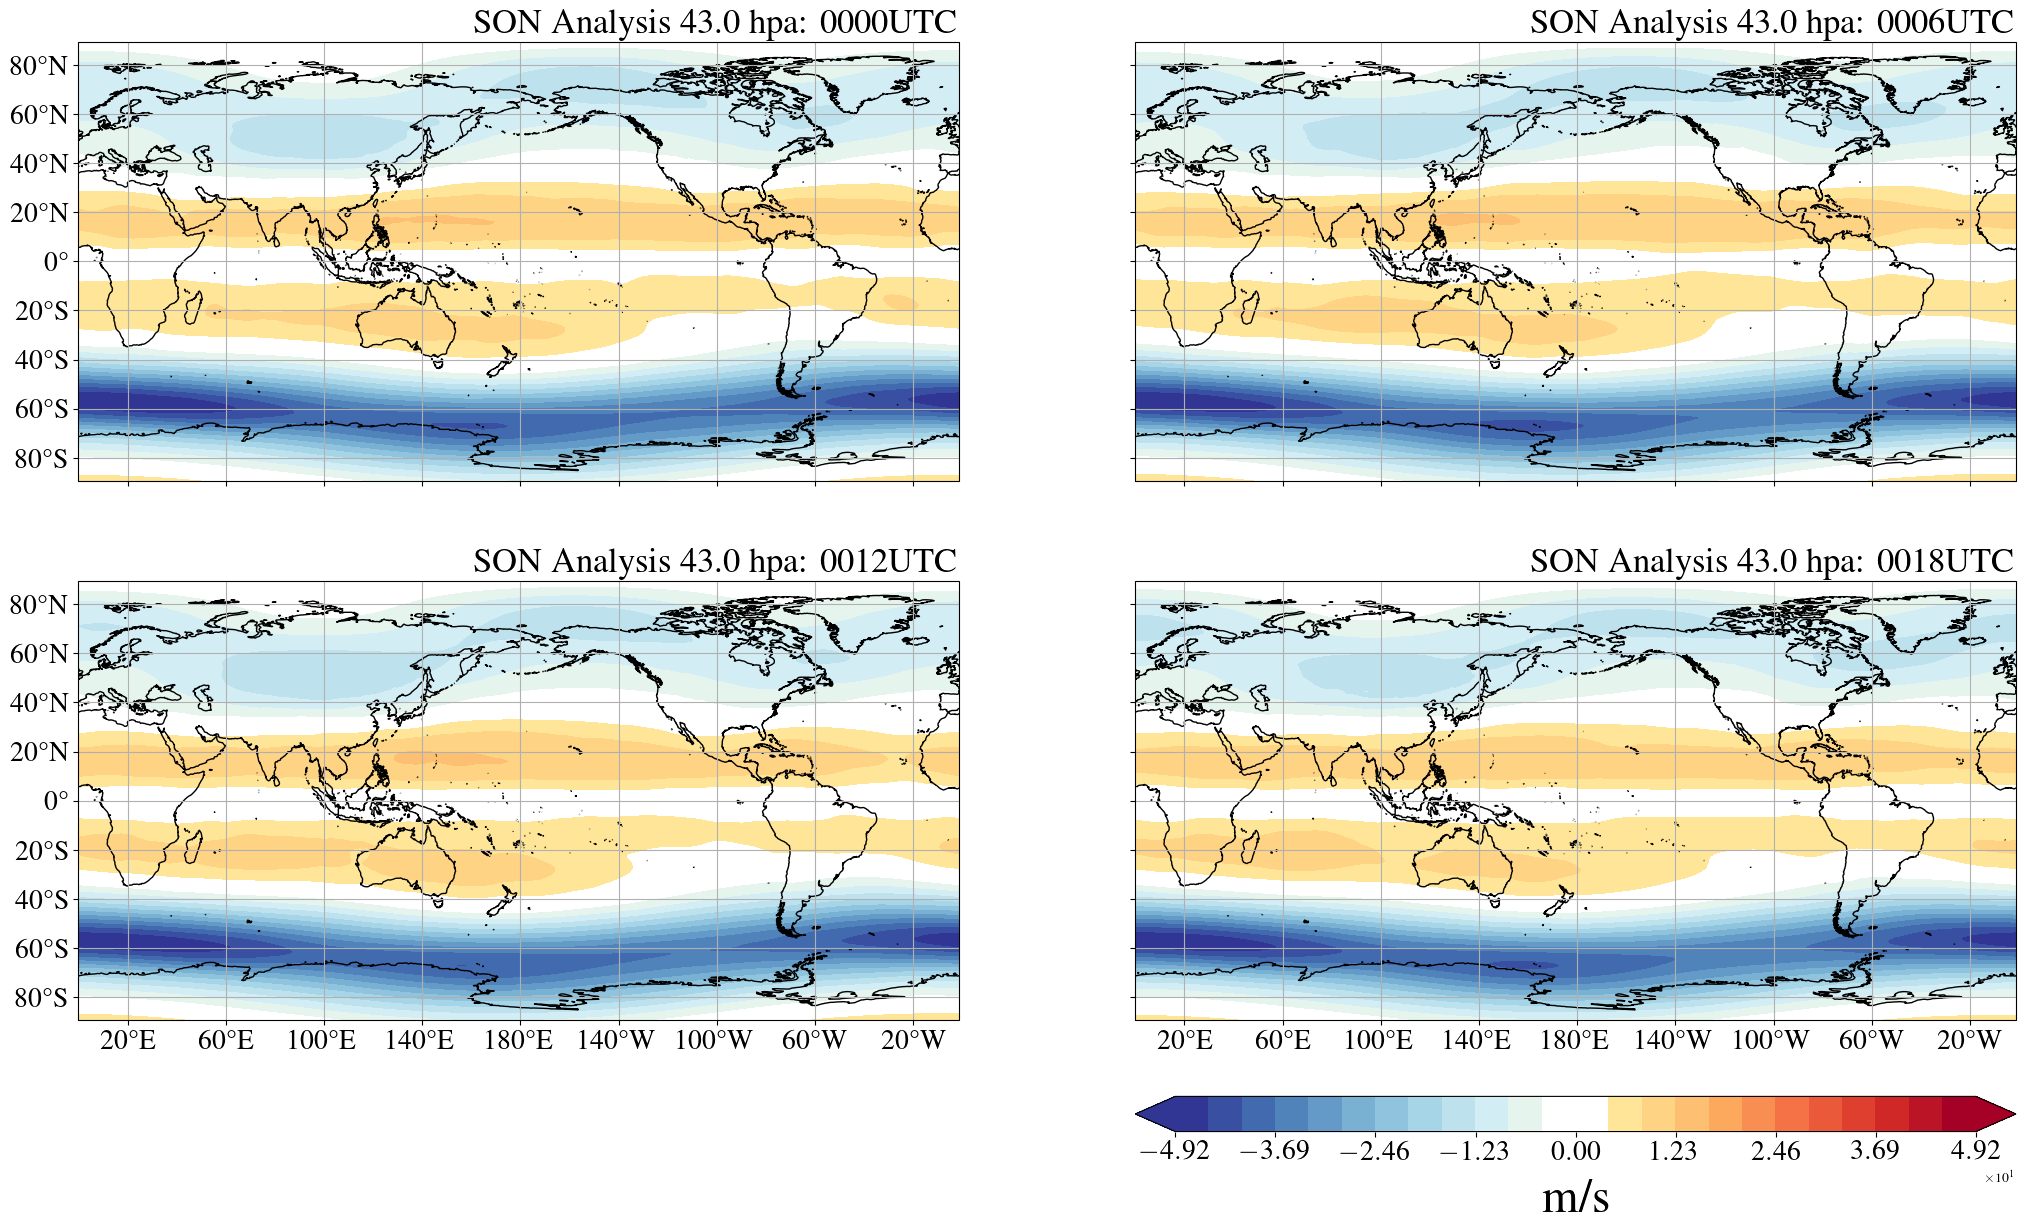 SON Analysis 43.0 hpa: 0000UTC
SON Analysis 43.0 hpa: 0006UTC
80°N
60°N
40°N
20°N
0°
20°S
40°S
60°S
80°S
SON Analysis 43.0 hpa: 0012UTC
SON Analysis 43.0 hpa: 0018UTC
80°N
60°N
40°N
20°N
0°
20°S
40°S
60°S
80°S
20°E 60°E 100°E 140°E 180°E 140°W 100°W 60°W 20°W
20°E 60°E 100°E 140°E 180°E 140°W 100°W 60°W 20°W
−4.92 −3.69 −2.46 −1.23 0.00 1.23 2.46 3.69 4.92
×10¹
m/s